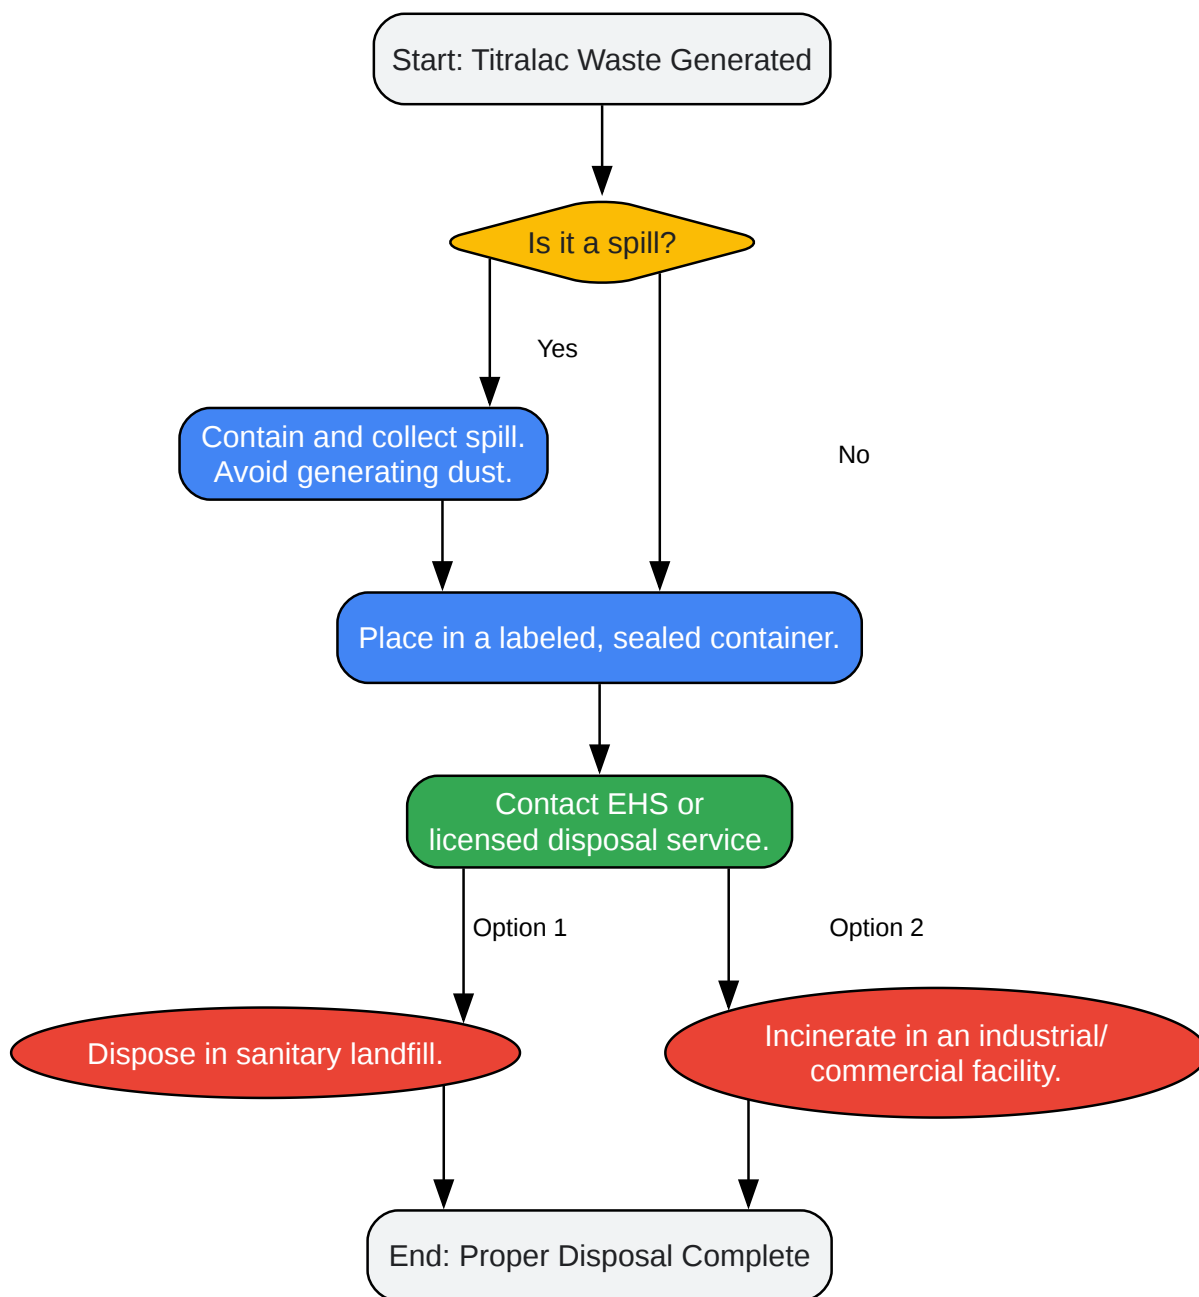 Start: Titralac Waste Generated
Is it a spill?
Yes
Contain and collect spill.
Avoid generating dust.
No
Place in a labeled, sealed container.
Contact EHS or
licensed disposal service.
Option 1
Option 2
Dispose in sanitary landfill.
Incinerate in an industrial/
commercial facility.
End: Proper Disposal Complete